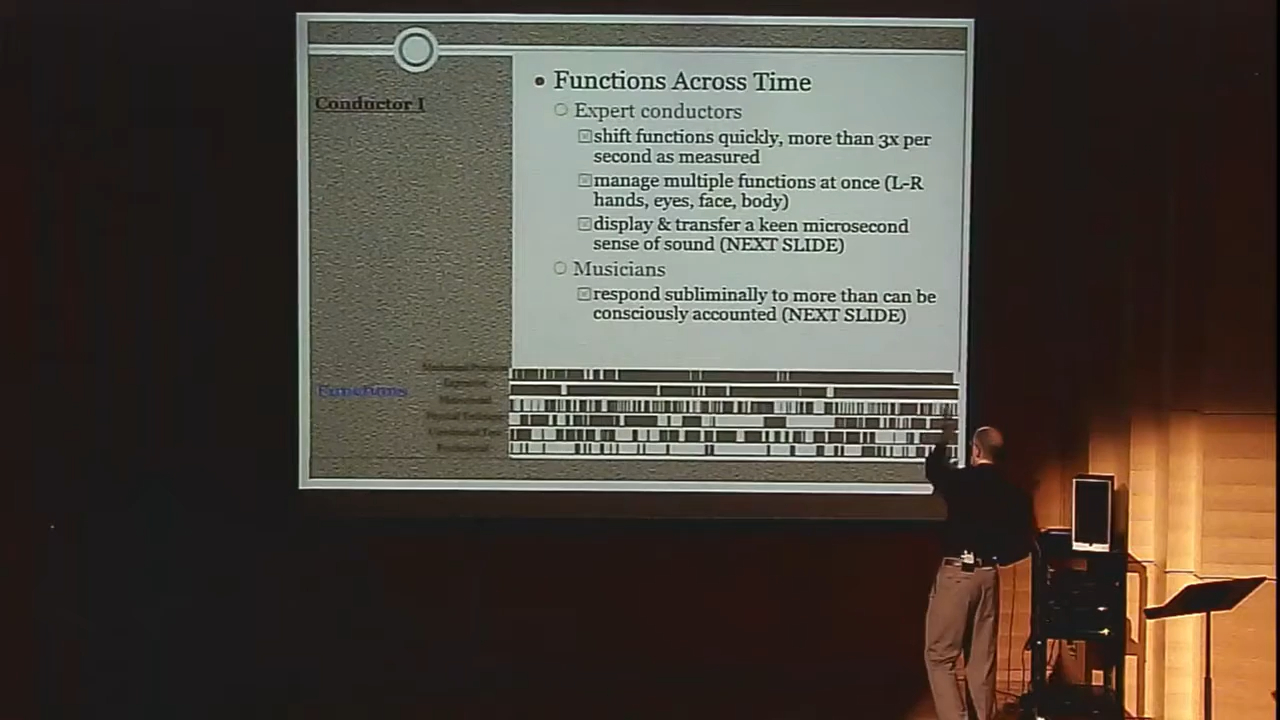 Conductor I
Functions Across Time
Expert conductors
shift functions quickly, more than 3x per
second as measured
manage multiple functions at once (L-R
hands, eyes, face, body)
display & transfer a keen microsecond
sense of sound (NEXT SLIDE)
Musicians
respond subliminally to more than can be
consciously accounted (NEXT SLIDE)
Functions